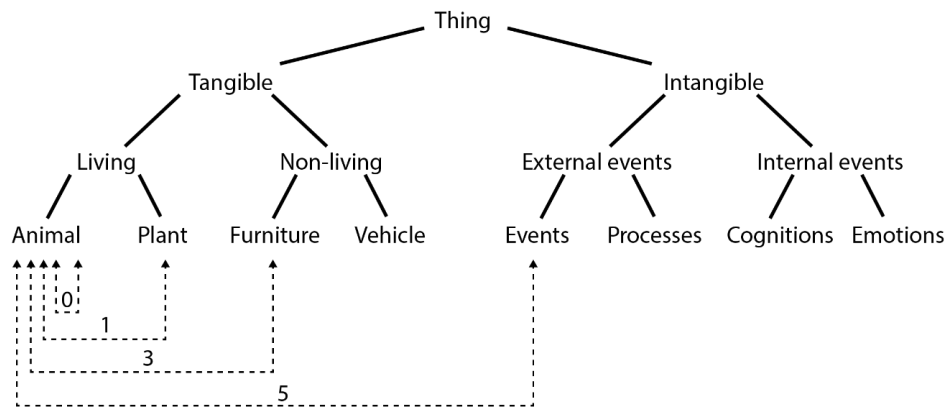 Thing
Tangible Intangible
Living Non-living External events Internal events
Animal Plant Furniture Vehicle Events Processes Cognitions Emotions
0
1
3
5